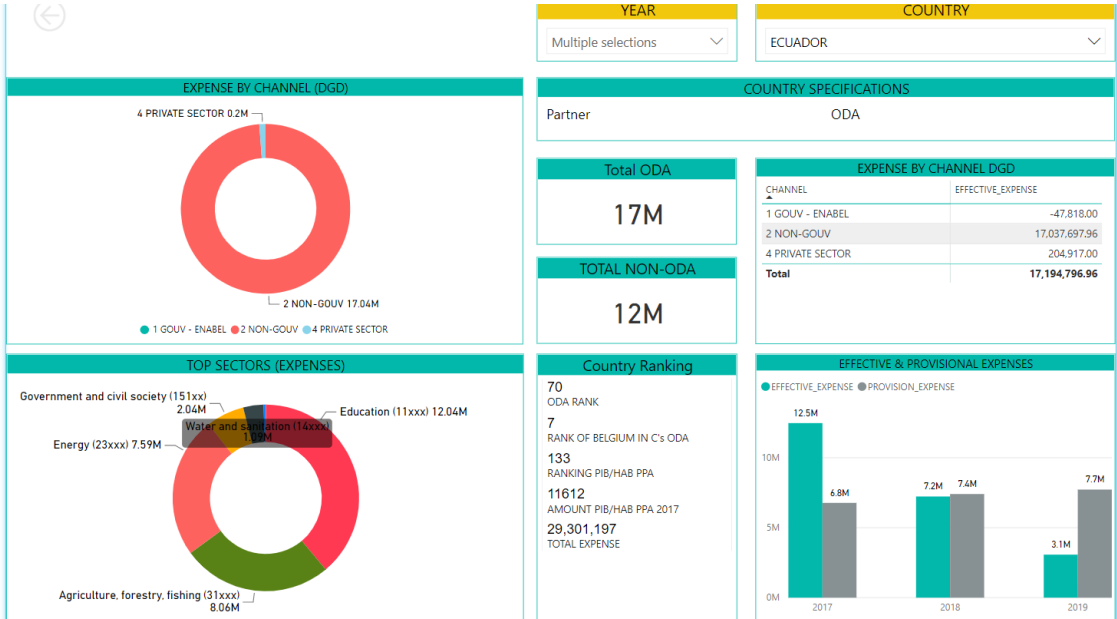 YEAR
Multiple selections
COUNTRY
ECUADOR
EXPENSE BY CHANNEL (DGD)
4 PRIVATE SECTOR 0.2M
2 NON-GOUV 17.04M
1 GOUV - ENABEL 2 NON-GOUV 4 PRIVATE SECTOR
COUNTRY SPECIFICATIONS
Partner ODA
Total ODA
17M
TOTAL NON-ODA
12M
EXPENSE BY CHANNEL DGD
CHANNEL EFFECTIVE_EXPENSE
1 GOUV - ENABEL -47,818.00
2 NON-GOUV 17,037,697.96
4 PRIVATE SECTOR 204,917.00
Total 17,194,796.96
TOP SECTORS (EXPENSES)
Government and civil society (151xx)
2.04M
Education (11xxx) 12.04M
Water and sanitation (14xxx)
1.09M
Energy (23xxx) 7.59M
Agriculture, forestry, fishing (31xxx)
8.06M
Country Ranking
70
ODA RANK
7
RANK OF BELGIUM IN C's ODA
133
RANKING PIB/HAB PPA
11612
AMOUNT PIB/HAB PPA 2017
29,301,197
TOTAL EXPENSE
EFFECTIVE & PROVISIONAL EXPENSES
EFFECTIVE_EXPENSE PROVISION_EXPENSE
12.5M
6.8M
7.2M
7.4M
3.1M
7.7M
10M
5M
0M
2017 2018 2019